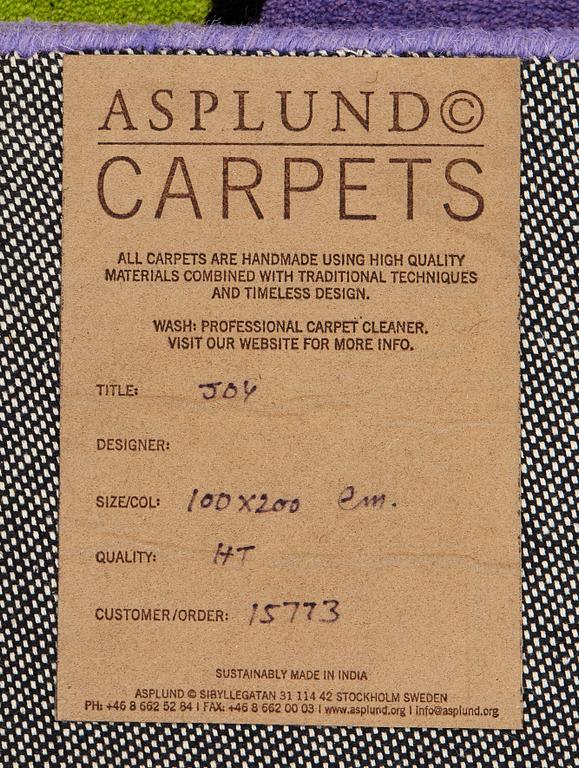 ASPLUND©
CARPETS
ALL CARPETS ARE HANDMADE USING HIGH QUALITY
MATERIALS COMBINED WITH TRADITIONAL TECHNIQUES
AND TIMELESS DESIGN.
WASH: PROFESSIONAL CARPET CLEANER.
VISIT OUR WEBSITE FOR MORE INFO.
TITLE: JOY
DESIGNER:
SIZE/COL: 100X200 cm.
QUALITY: HT
CUSTOMER/ORDER: 15773
SUSTAINABLY MADE IN INDIA
ASPLUND © SIBYLLEGATAN 31 114 42 STOCKHOLM SWEDEN
PH: +46 8 662 52 84 | FAX: +46 8 662 00 03 | www.asplund.org | info@asplund.org